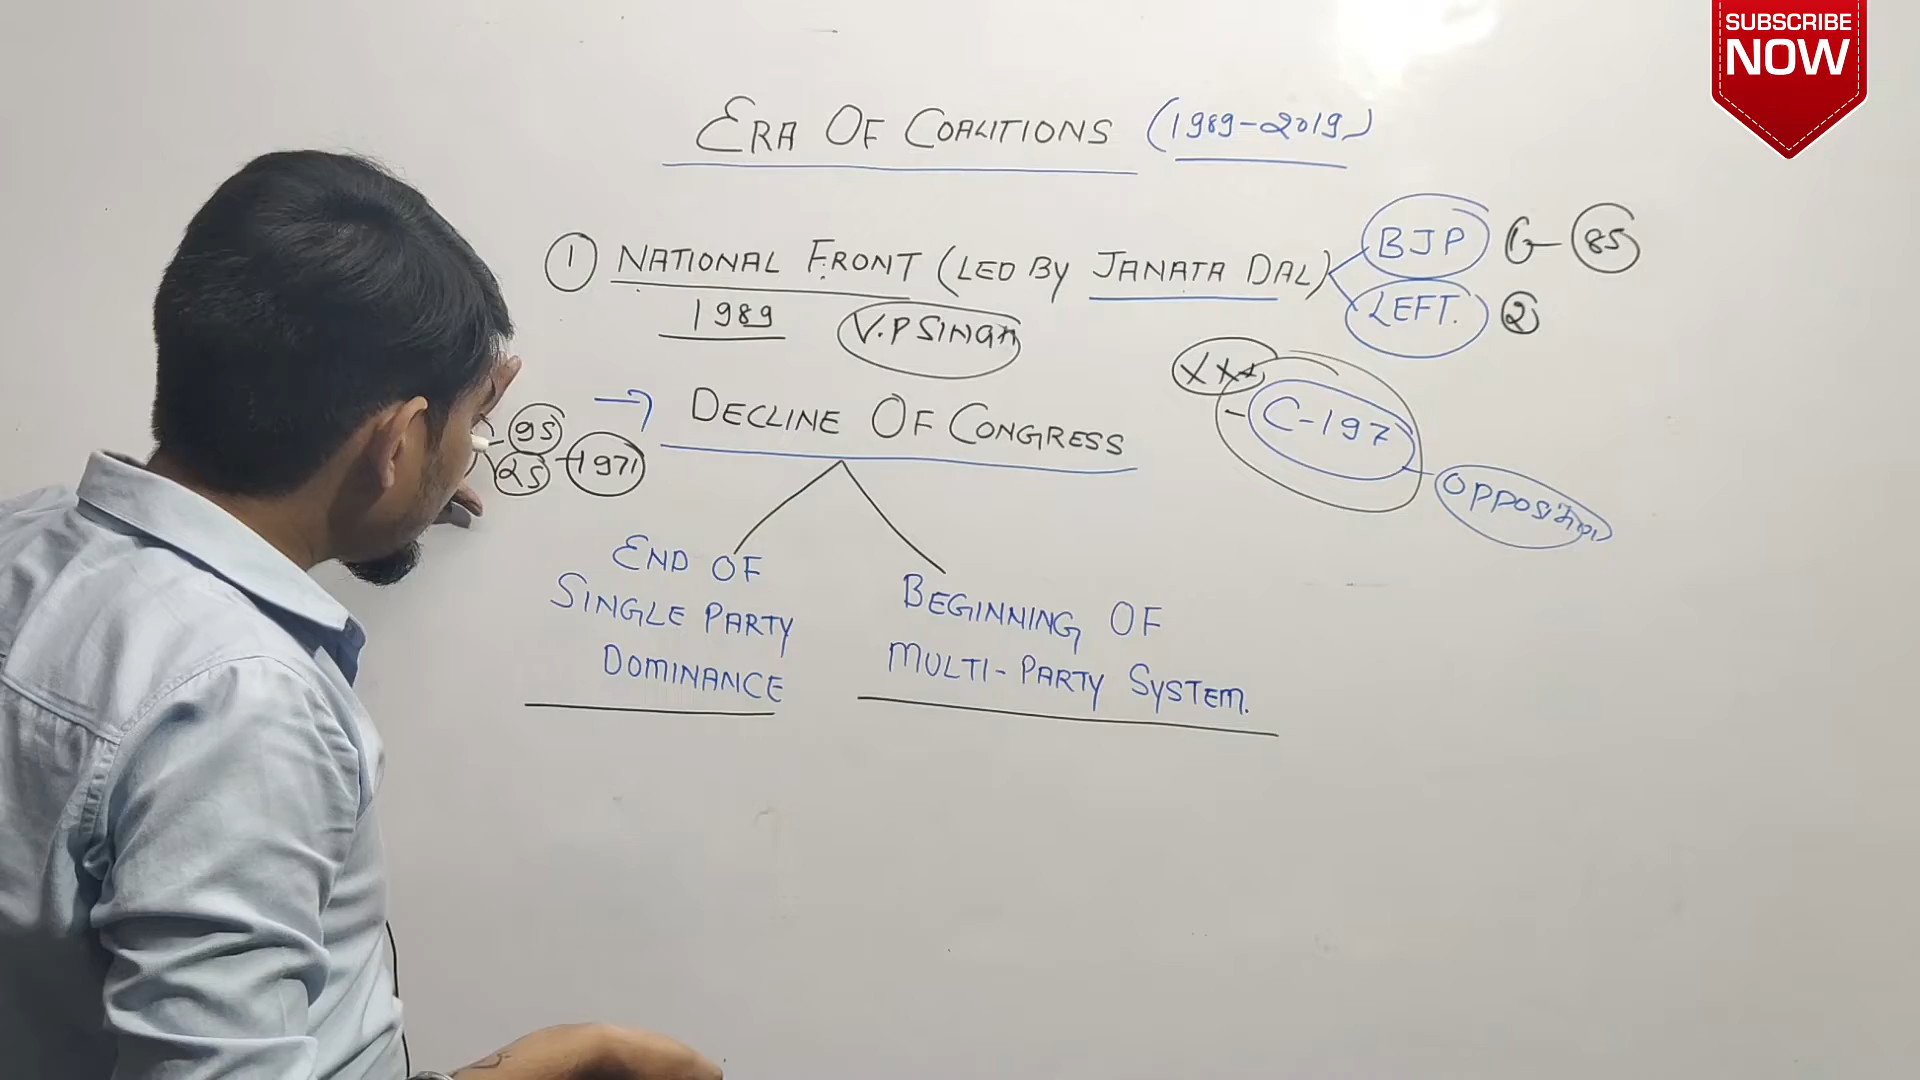 SUBSCRIBE
NOW
ERA OF COALITIONS (1989-2019)
① NATIONAL FRONT (LED BY JANATA DAL)
BJP 85
LEFT. ②
1989 V.P SINGH
XXX
→ DECLINE OF CONGRESS
C-197
OPPOSITION
95
25 - 1971
END OF
SINGLE PARTY
DOMINANCE
BEGINNING OF
MULTI-PARTY SYSTEM.